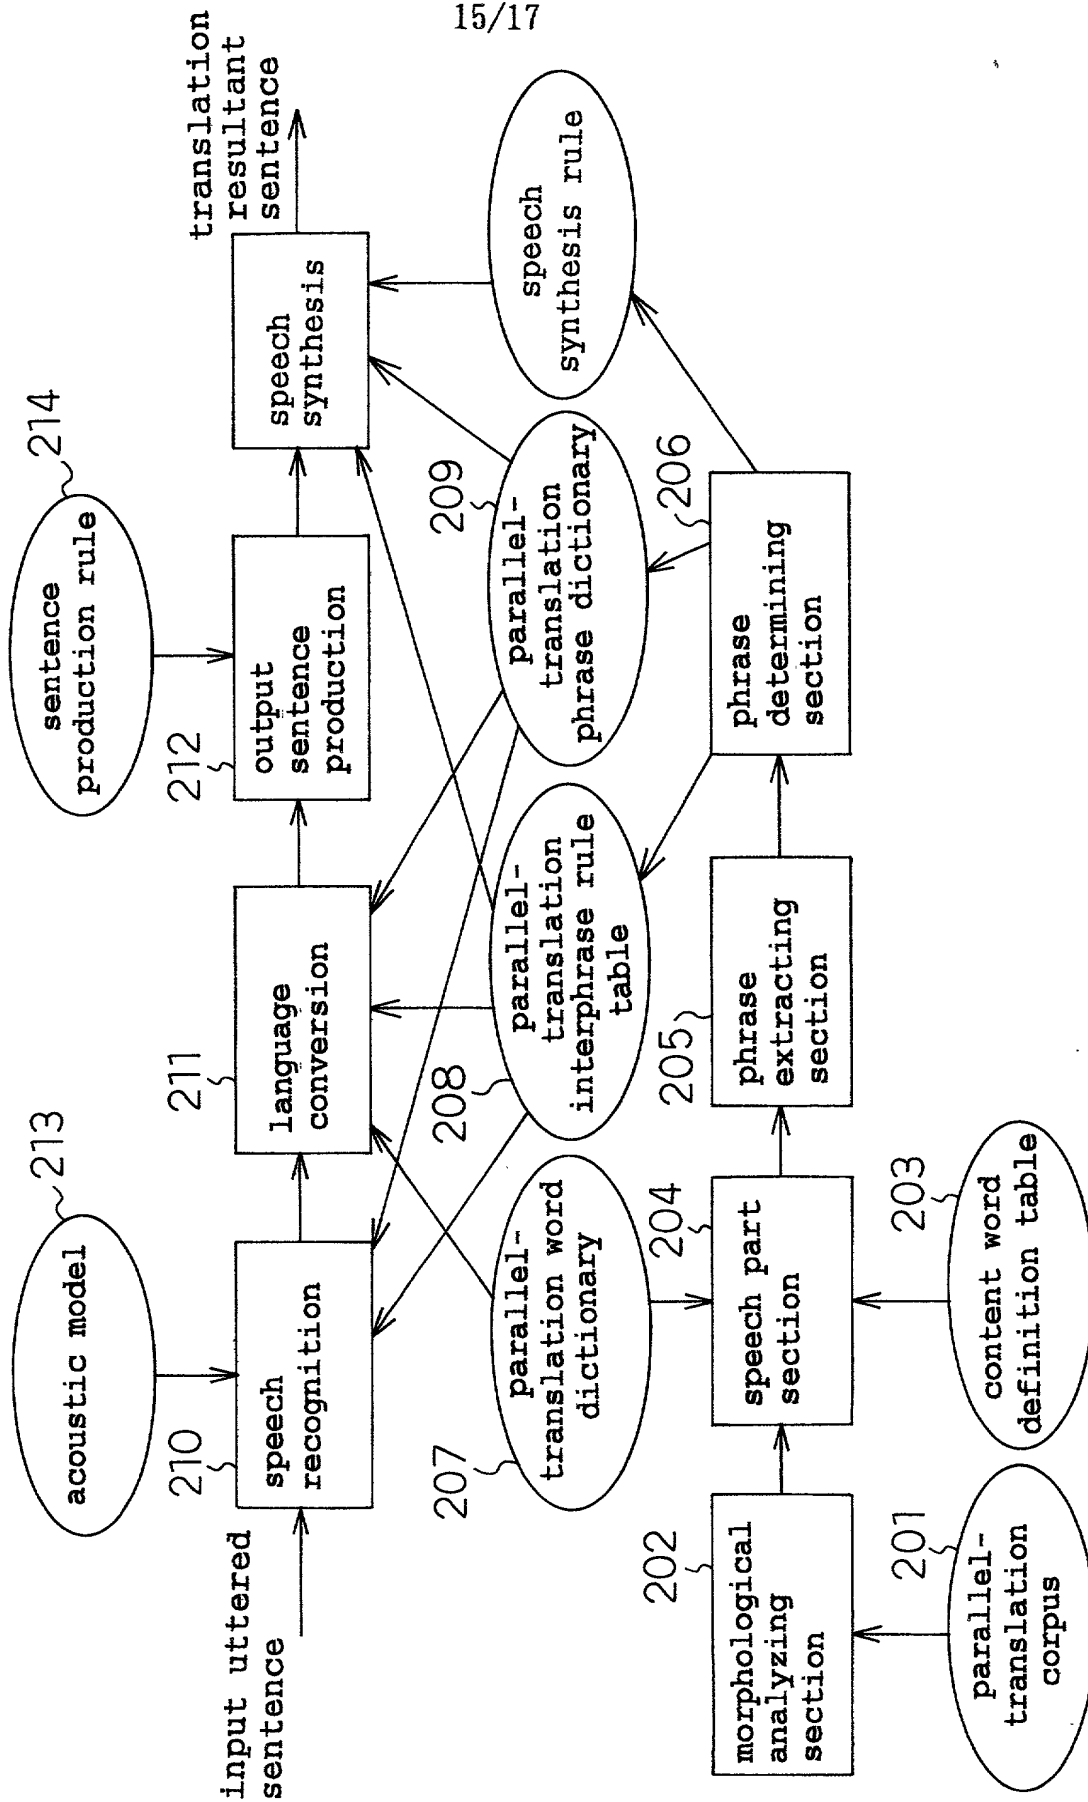 15/17
acoustic model
213
sentence
production rule
214
input uttered
sentence
210
speech
recognition
211
language
conversion
212
output
sentence
production
speech
synthesis
translation
resultant
sentence
207
parallel-
translation word
dictionary
208
parallel-
translation
interphrase rule
table
209
parallel-
translation
phrase dictionary
speech
synthesis rule
202
morphological
analyzing
section
204
speech part
section
205
phrase
extracting
section
206
phrase
determining
section
201
parallel-
translation
corpus
203
content word
definition table